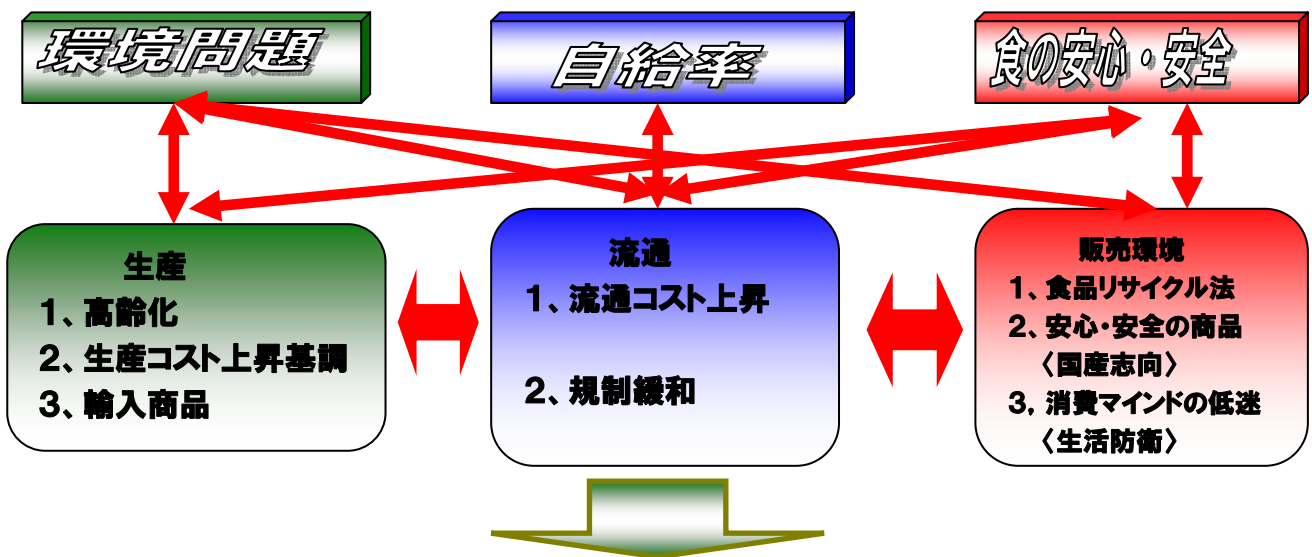 環境問題
自給率
食の安心・安全
生産
１、高齢化
２、生産コスト上昇基調
３、輸入商品
流通
１、流通コスト上昇
２、規制緩和
販売環境
１、食品リサイクル法
２、安心・安全の商品
〈国産志向〉
３，消費マインドの低迷
〈生活防衛〉